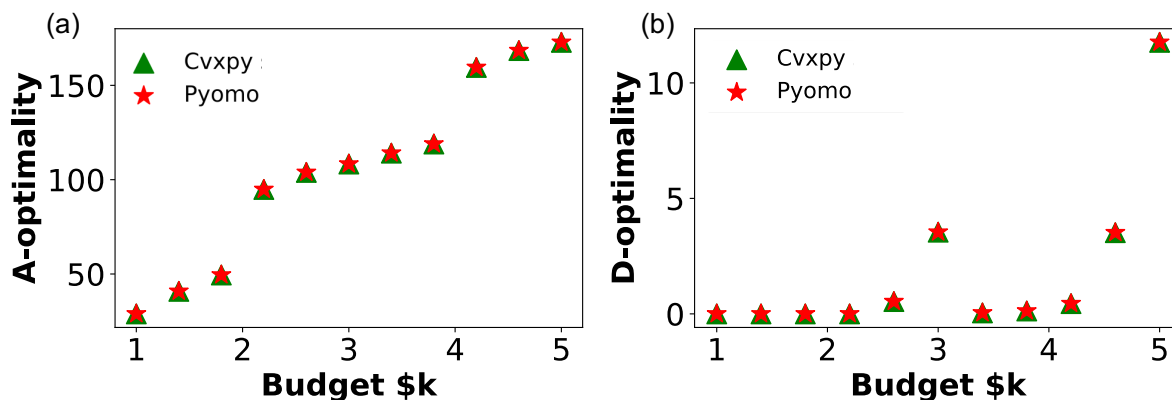 (a)
A-optimality
150
100
50
Cvxpy
Pyomo
1 2 3 4 5
Budget $k
(b)
D-optimality
10
5
0
Cvxpy
Pyomo
1 2 3 4 5
Budget $k